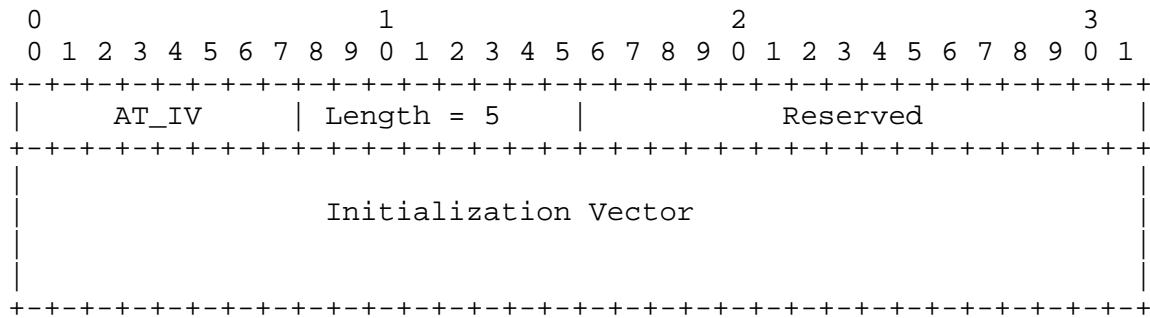 0                   1                   2                   3
 0 1 2 3 4 5 6 7 8 9 0 1 2 3 4 5 6 7 8 9 0 1 2 3 4 5 6 7 8 9 0 1
+-+-+-+-+-+-+-+-+-+-+-+-+-+-+-+-+-+-+-+-+-+-+-+-+-+-+-+-+-+-+-+-+
|     AT_IV     | Length = 5    |           Reserved            |
+-+-+-+-+-+-+-+-+-+-+-+-+-+-+-+-+-+-+-+-+-+-+-+-+-+-+-+-+-+-+-+-+
|                                                               |
|                 Initialization Vector                         |
|                                                               |
|                                                               |
+-+-+-+-+-+-+-+-+-+-+-+-+-+-+-+-+-+-+-+-+-+-+-+-+-+-+-+-+-+-+-+-+